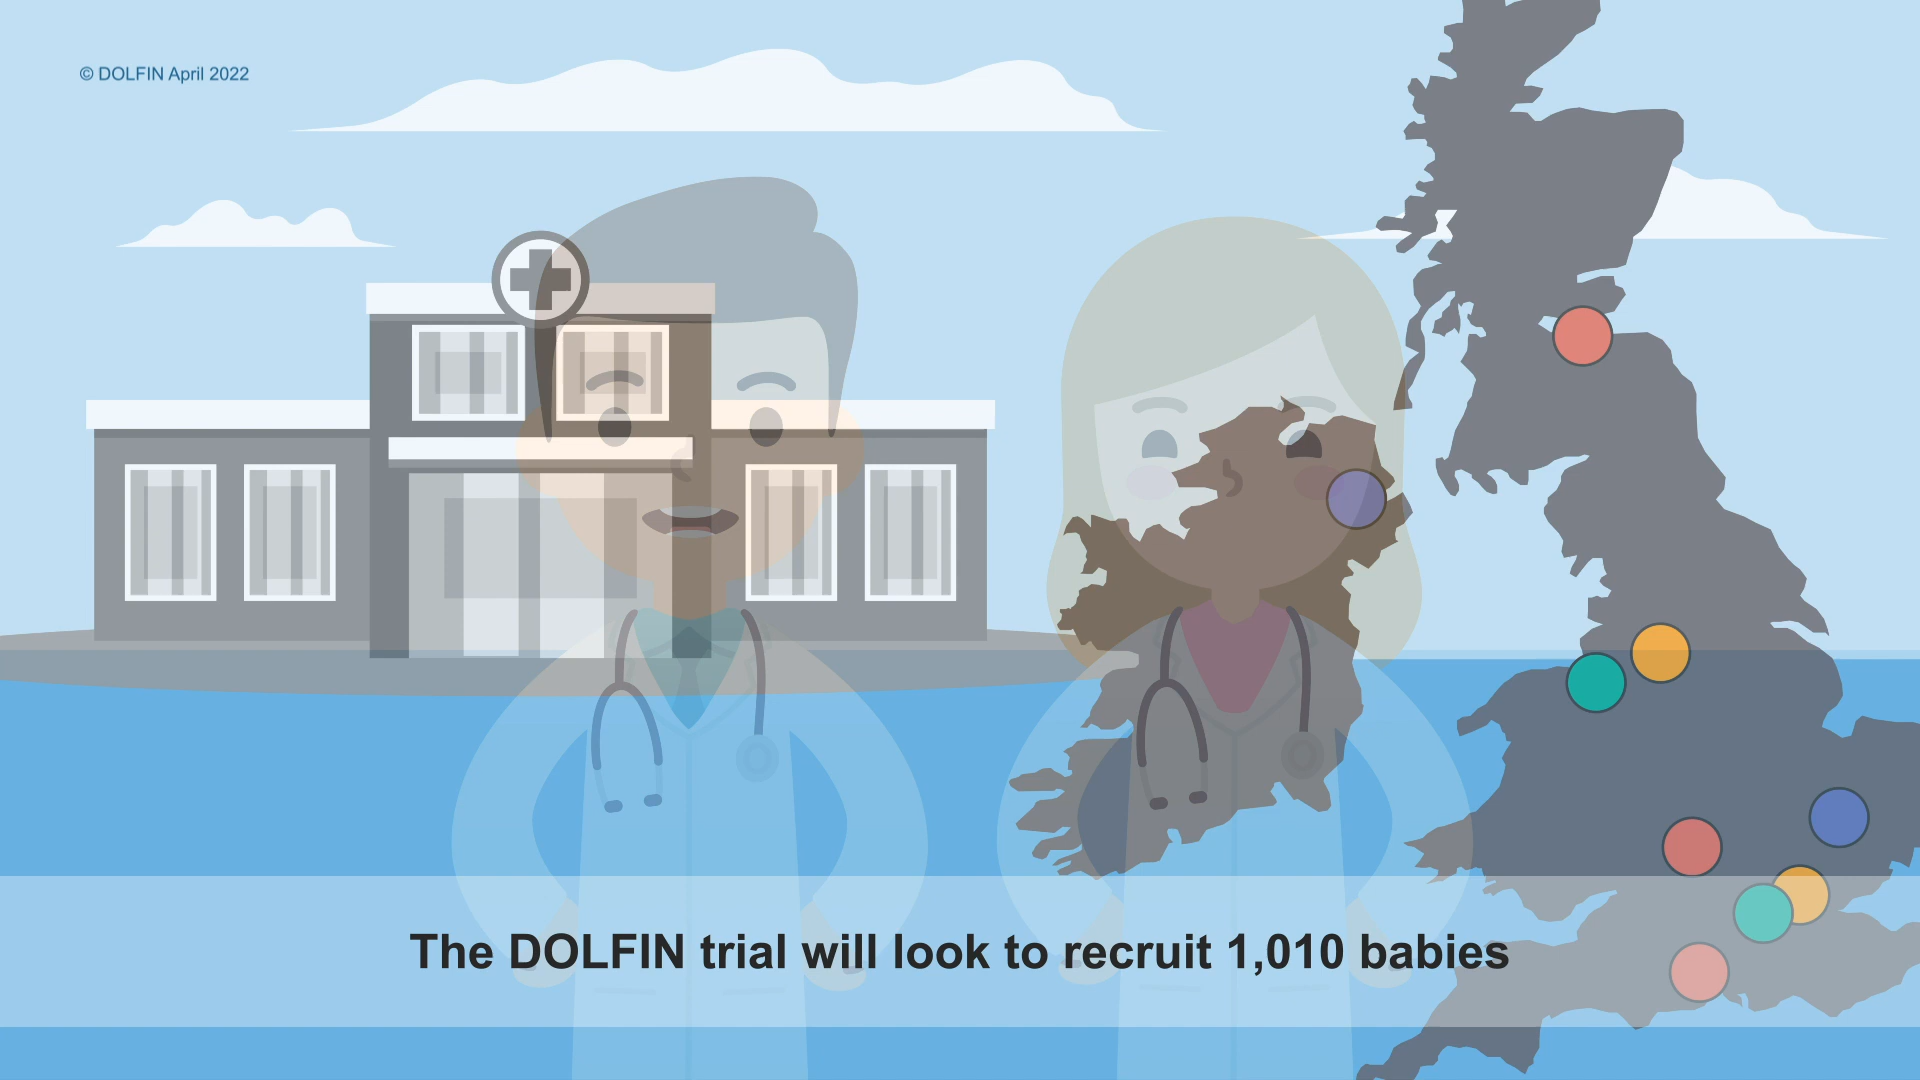 © DOLFIN April 2022
The DOLFIN trial will look to recruit 1,010 babies